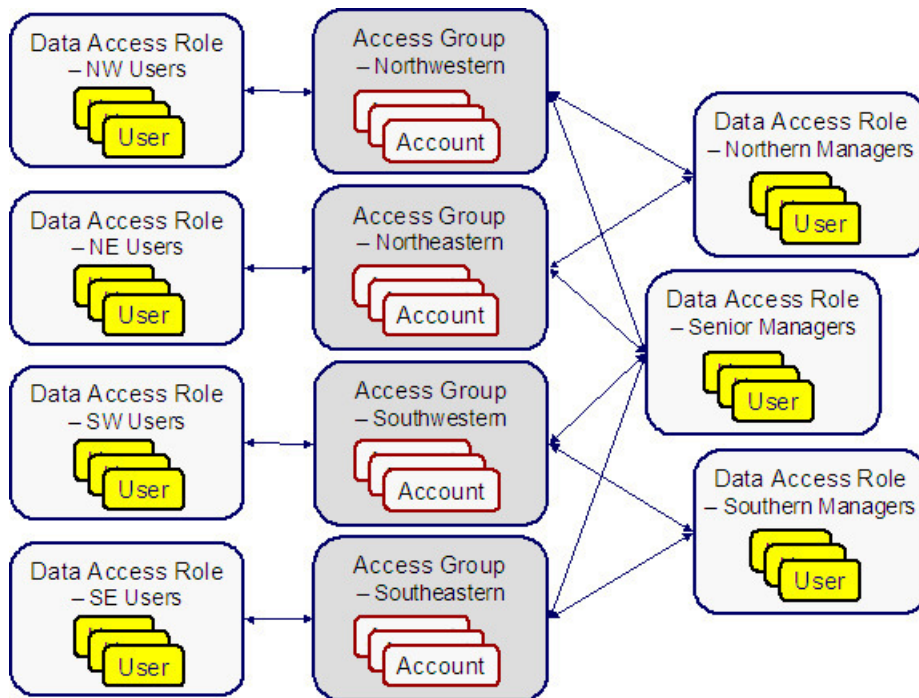 Data Access Role
– NW Users
User
Access Group
– Northwestern
Account
Data Access Role
– Northern Managers
User
Data Access Role
– NE Users
User
Access Group
– Northeastern
Account
Data Access Role
– Senior Managers
User
Data Access Role
– SW Users
User
Access Group
– Southwestern
Account
Data Access Role
– Southern Managers
User
Data Access Role
– SE Users
User
Access Group
– Southeastern
Account